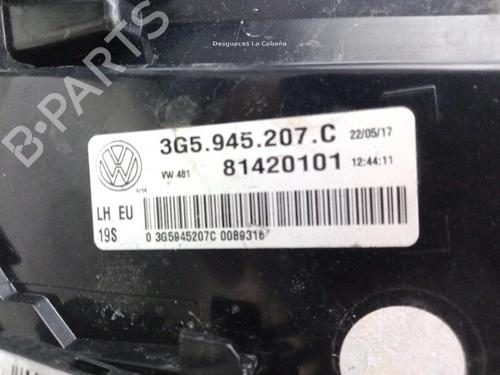 Desguaces La Cabaña
B-PARTS
3G5.945.207.C 22/05/17
VW 481 81420101 12:44:11
A/14
LH EU
19S 0 3G5945207C 0089316